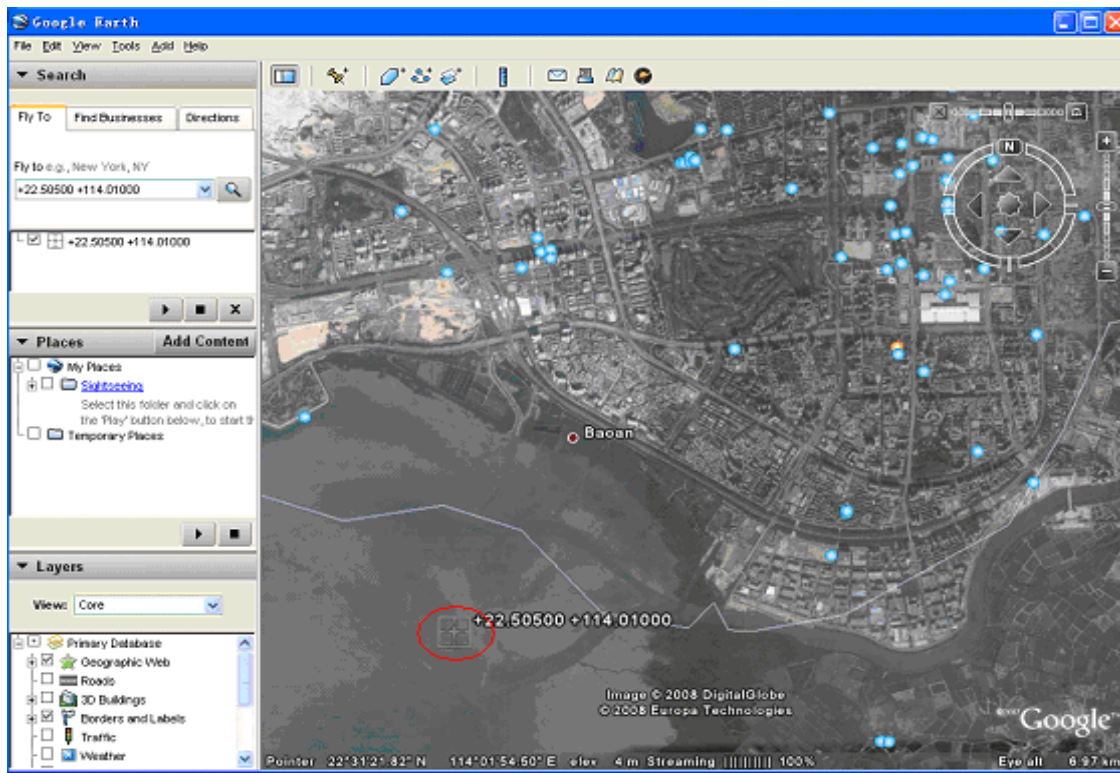 Google Earth
File Edit View Tools Add Help
Search
Fly To Find Businesses Directions
Fly to e.g., New York, NY
+22.50500 +114.01000
+22.50500 +114.01000
Places Add Content
My Places
Sightseeing
Select this folder and click on
the 'Play' button below, to start th
Temporary Places
Layers
View: Core
Primary Database
Geographic Web
Roads
3D Buildings
Borders and Labels
Traffic
Weather
N
Baoan
+22.50500 +114.01000
Image © 2008 DigitalGlobe
© 2008 Europa Technologies
Google
Pointer 22°31'21.82" N 114°01'54.50" E elev 4 m Streaming ||||||||| 100% Eye alt 6.97 km